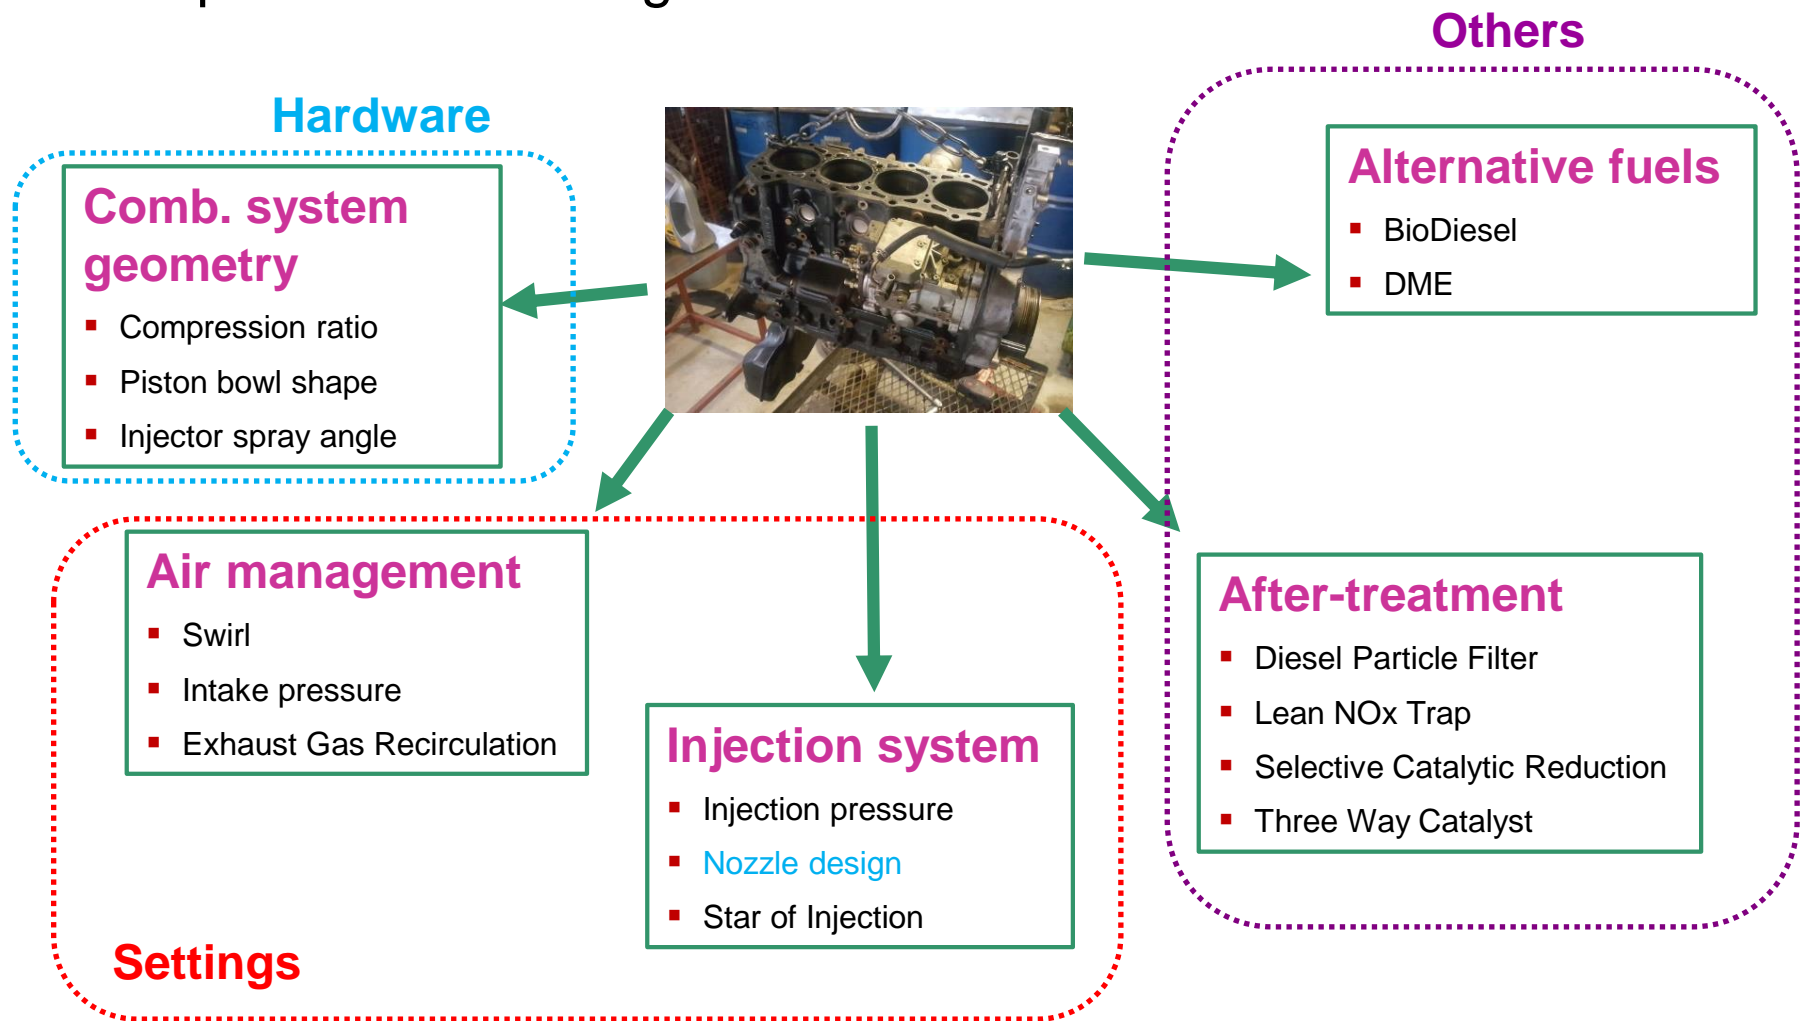 Others
Hardware
Comb. system
geometry
Compression ratio
Piston bowl shape
Injector spray angle
Alternative fuels
BioDiesel
DME
Air management
Swirl
Intake pressure
Exhaust Gas Recirculation
Injection system
Injection pressure
Nozzle design
Star of Injection
After-treatment
Diesel Particle Filter
Lean NOx Trap
Selective Catalytic Reduction
Three Way Catalyst
Settings